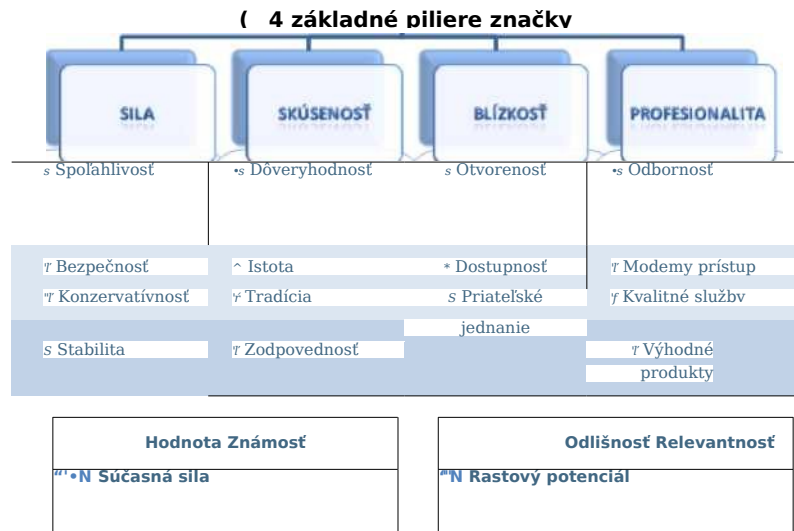 ( 4 základné piliere značky
SILA SKÚSENOSŤ BLÍZKOSŤ PROFESIONALITA
s Spoľahlivosť •s Dôveryhodnosť s Otvorenosť •s Odbornosť
Bezpečnosť ^ Istota * Dostupnosť Modemy prístup
Konzervatívnosť Tradícia S Priateľské Kvalitné službv
jednanie
s Stabilita Zodpovednosť Výhodné
produkty
Hodnota Známosť Odlišnosť Relevantnosť
“'•N Súčasná sila N Rastový potenciál